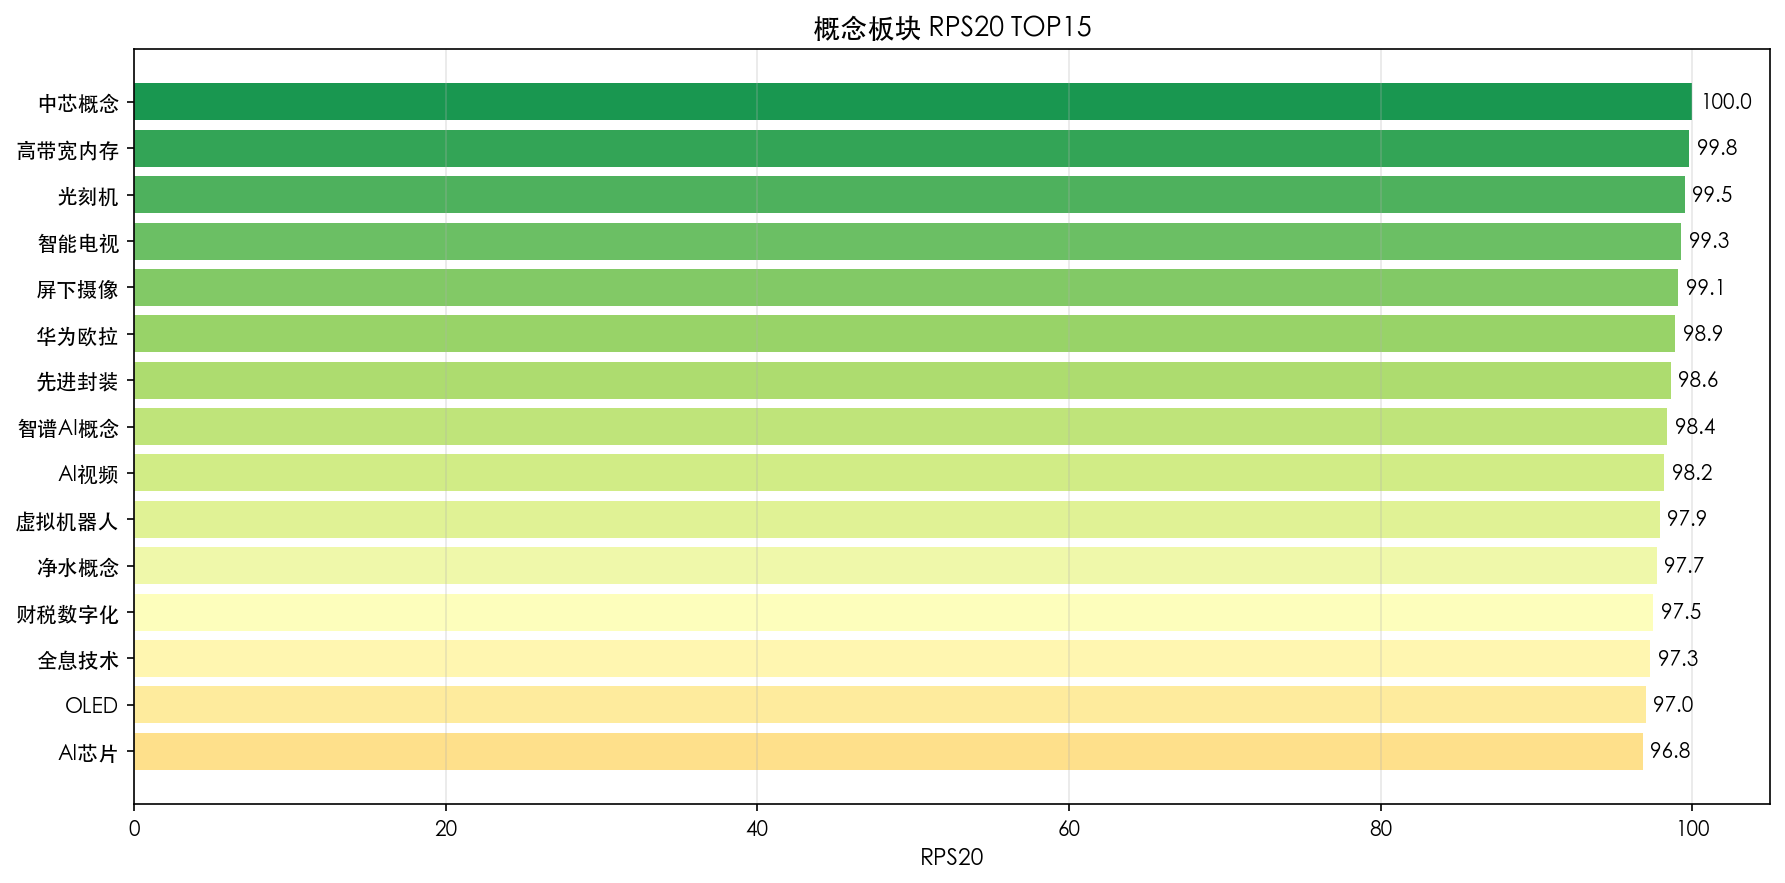 概念板块 RPS20 TOP15
中芯概念 100.0
高带宽内存 99.8
光刻机 99.5
智能电视 99.3
屏下摄像 99.1
华为欧拉 98.9
先进封装 98.6
智谱AI概念 98.4
AI视频 98.2
虚拟机器人 97.9
净水概念 97.7
财税数字化 97.5
全息技术 97.3
OLED 97.0
AI芯片 96.8
0 20 40 60 80 100
RPS20